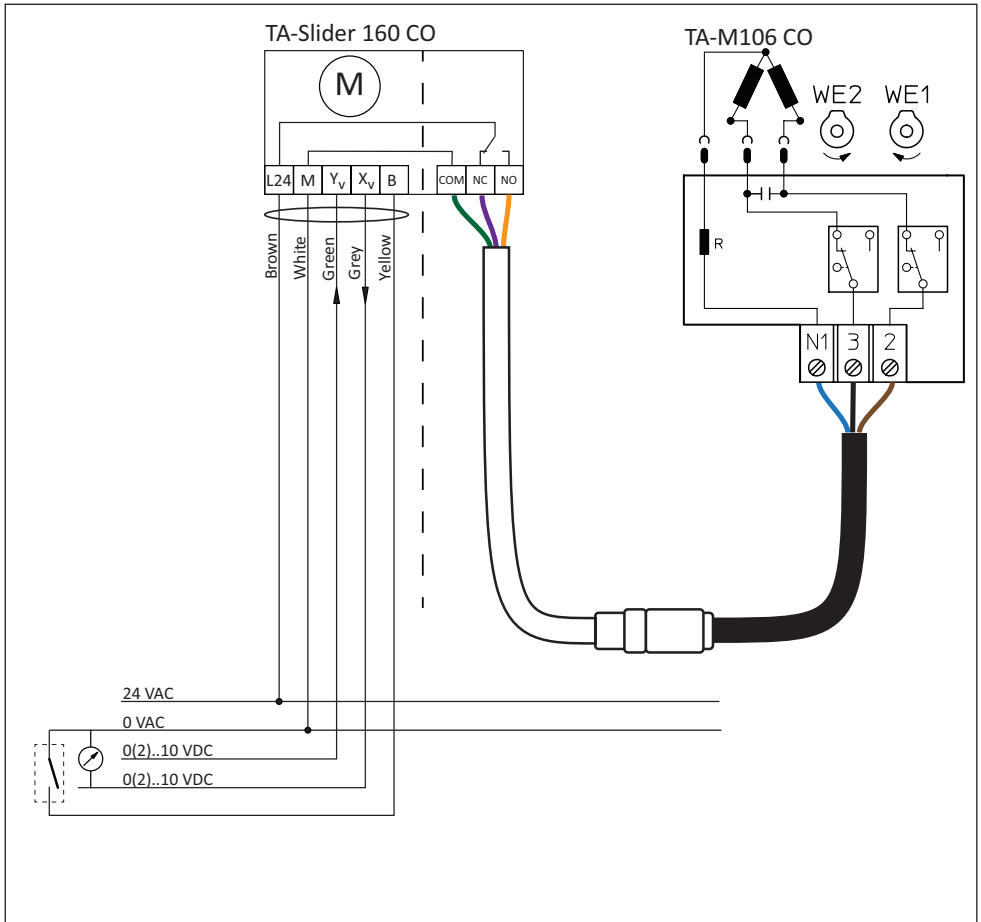 TA-Slider 160 CO
TA-M106 CO
M
WE2 WE1
L24 M Yv Xv B COM NC NO
R
Brown
White
Green
Grey
Yellow
N1 3 2
24 VAC
0 VAC
0(2)..10 VDC
0(2)..10 VDC